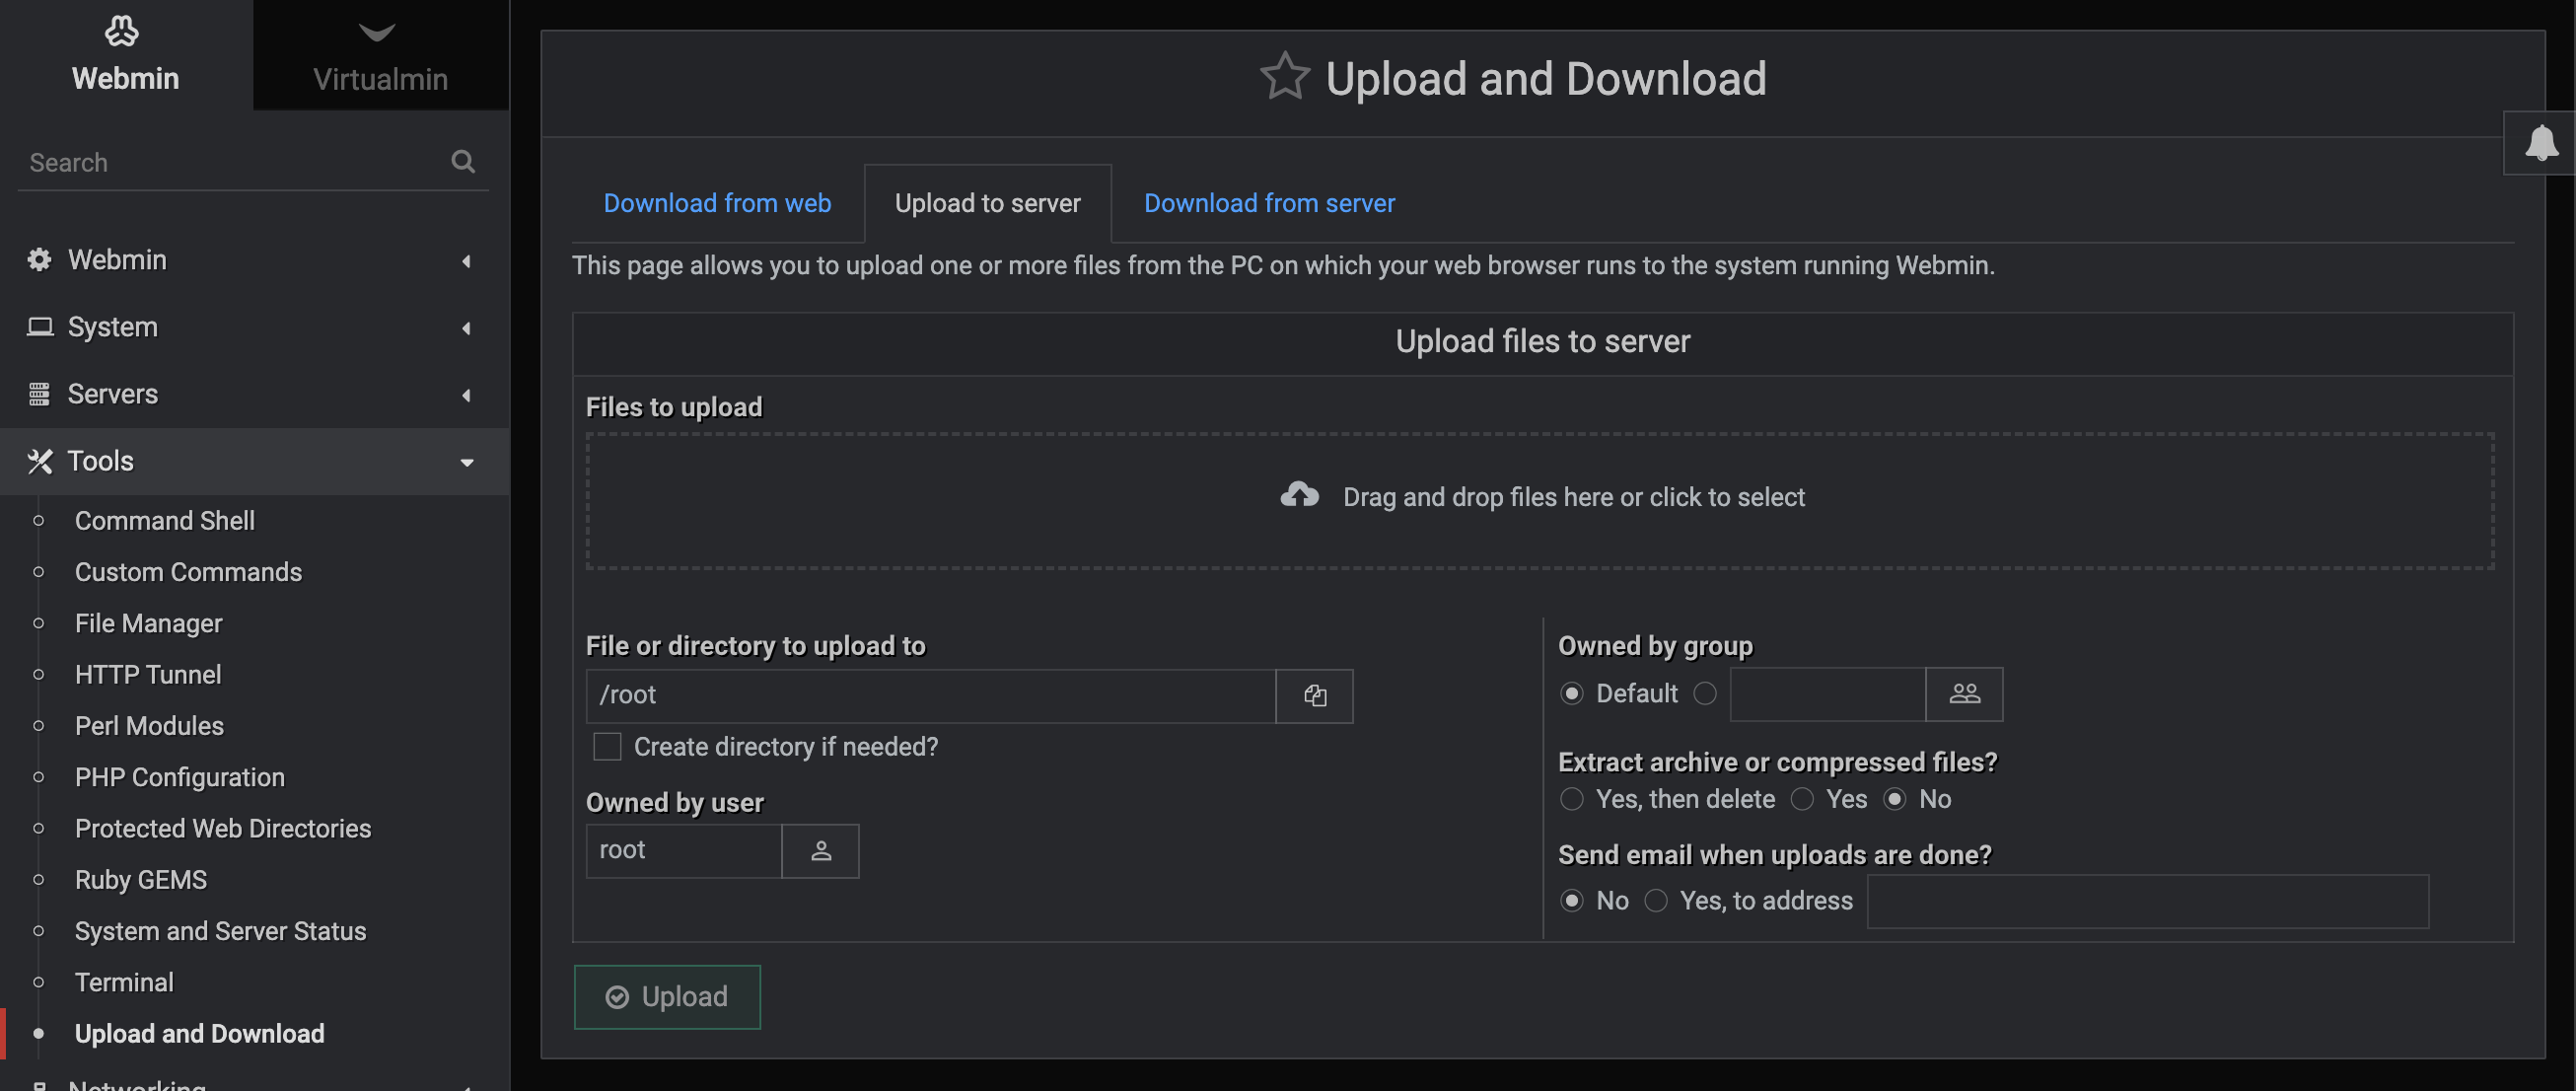 Webmin
Virtualmin
Search
Webmin
System
Servers
Tools
Command Shell
Custom Commands
File Manager
HTTP Tunnel
Perl Modules
PHP Configuration
Protected Web Directories
Ruby GEMS
System and Server Status
Terminal
Upload and Download
Networking
Upload and Download
Download from web
Upload to server
Download from server
This page allows you to upload one or more files from the PC on which your web browser runs to the system running Webmin.
Upload files to server
Files to upload
Drag and drop files here or click to select
File or directory to upload to
/root
Create directory if needed?
Owned by user
root
Owned by group
Default
Extract archive or compressed files?
Yes, then delete Yes No
Send email when uploads are done?
No Yes, to address
Upload